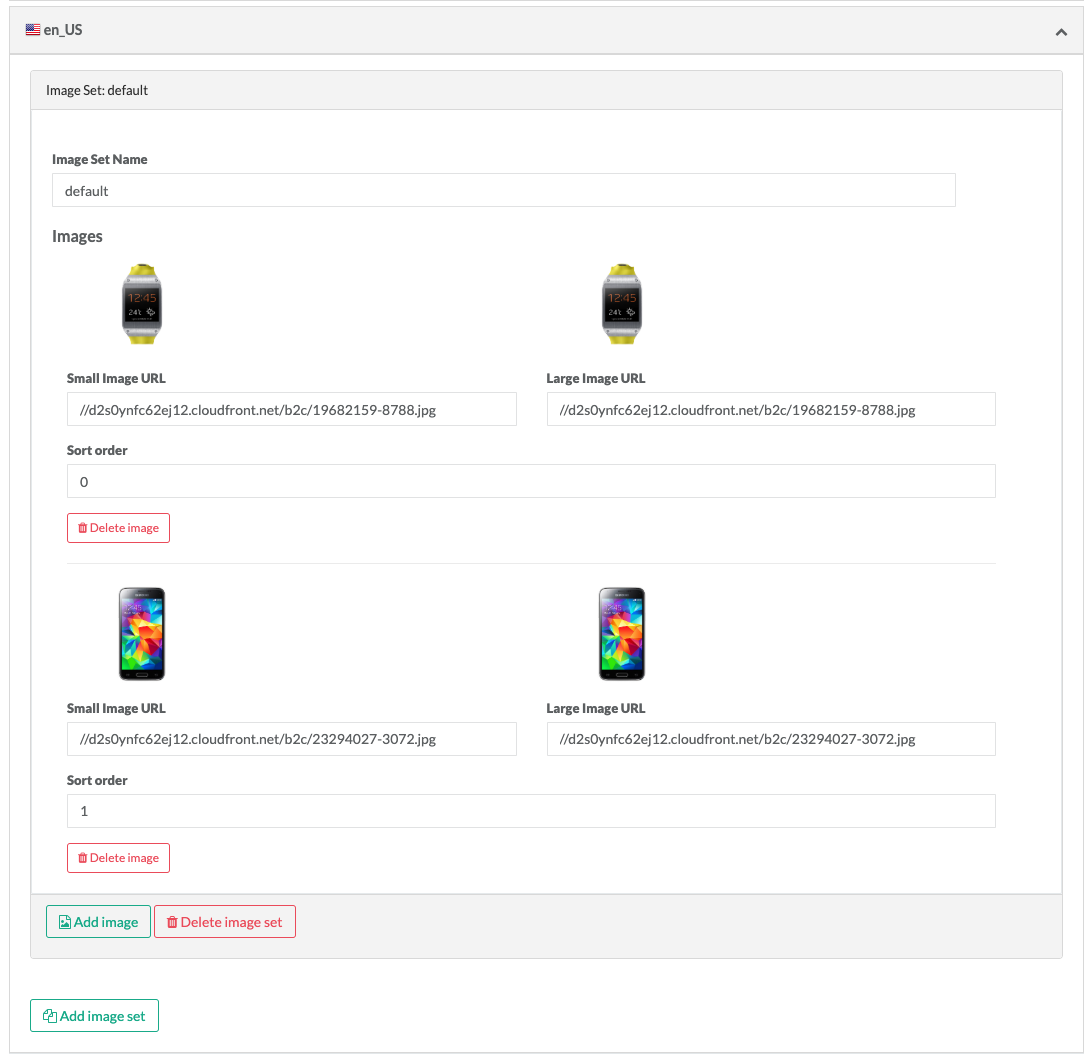 en_US
Image Set: default
Image Set Name
default
Images
12:45
24°
12:45
24°
Small Image URL
Large Image URL
//d2s0ynfc62ej12.cloudfront.net/b2c/19682159-8788.jpg
//d2s0ynfc62ej12.cloudfront.net/b2c/19682159-8788.jpg
Sort order
0
Delete image
Small Image URL
Large Image URL
//d2s0ynfc62ej12.cloudfront.net/b2c/23294027-3072.jpg
//d2s0ynfc62ej12.cloudfront.net/b2c/23294027-3072.jpg
Sort order
1
Delete image
Add image
Delete image set
Add image set